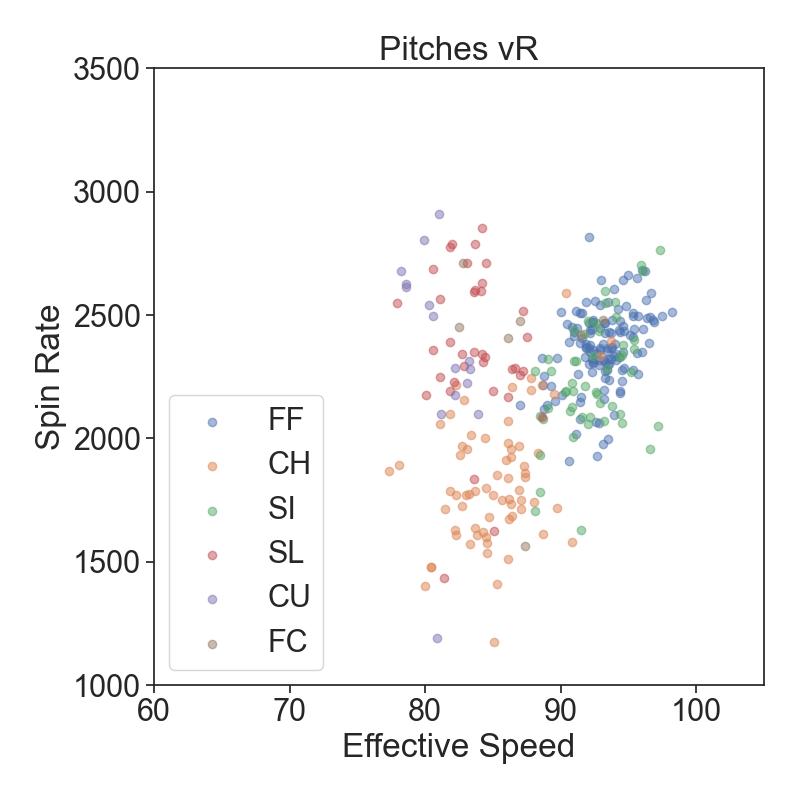 Pitches vR
3500
3000
2500
2000
1500
1000
Spin Rate
FF
CH
SI
SL
CU
FC
60 70 80 90 100
Effective Speed